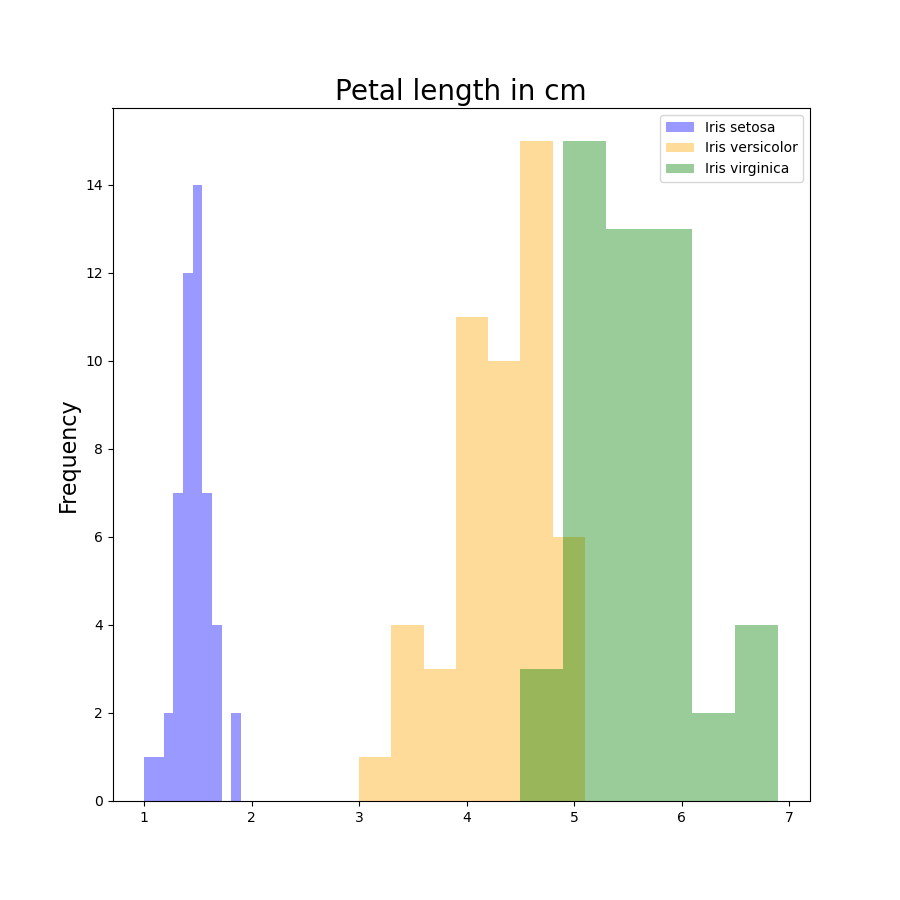 Petal length in cm
Iris setosa
Iris versicolor
Iris virginica
Frequency
14
12
10
8
6
4
2
0
1 2 3 4 5 6 7